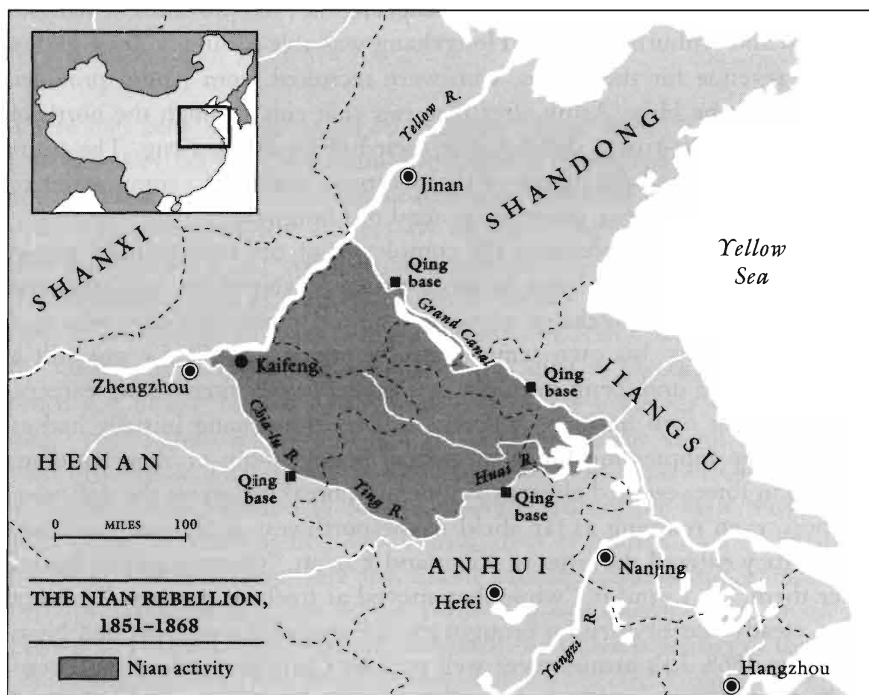 Yellow R.
SHANDONG
Jinan
SHANXI
Yellow
Sea
Qing
base
Grand Canal
Kaifeng
Zhengzhou
JIANGSU
Qing
base
Chia-lu R.
HENAN
Qing
base
Ying R.
Huai R.
Qing
base
0 MILES 100
ANHUI
Nanjing
Hefei
THE NIAN REBELLION,
1851–1868
Yangzi R.
Nian activity
Hangzhou